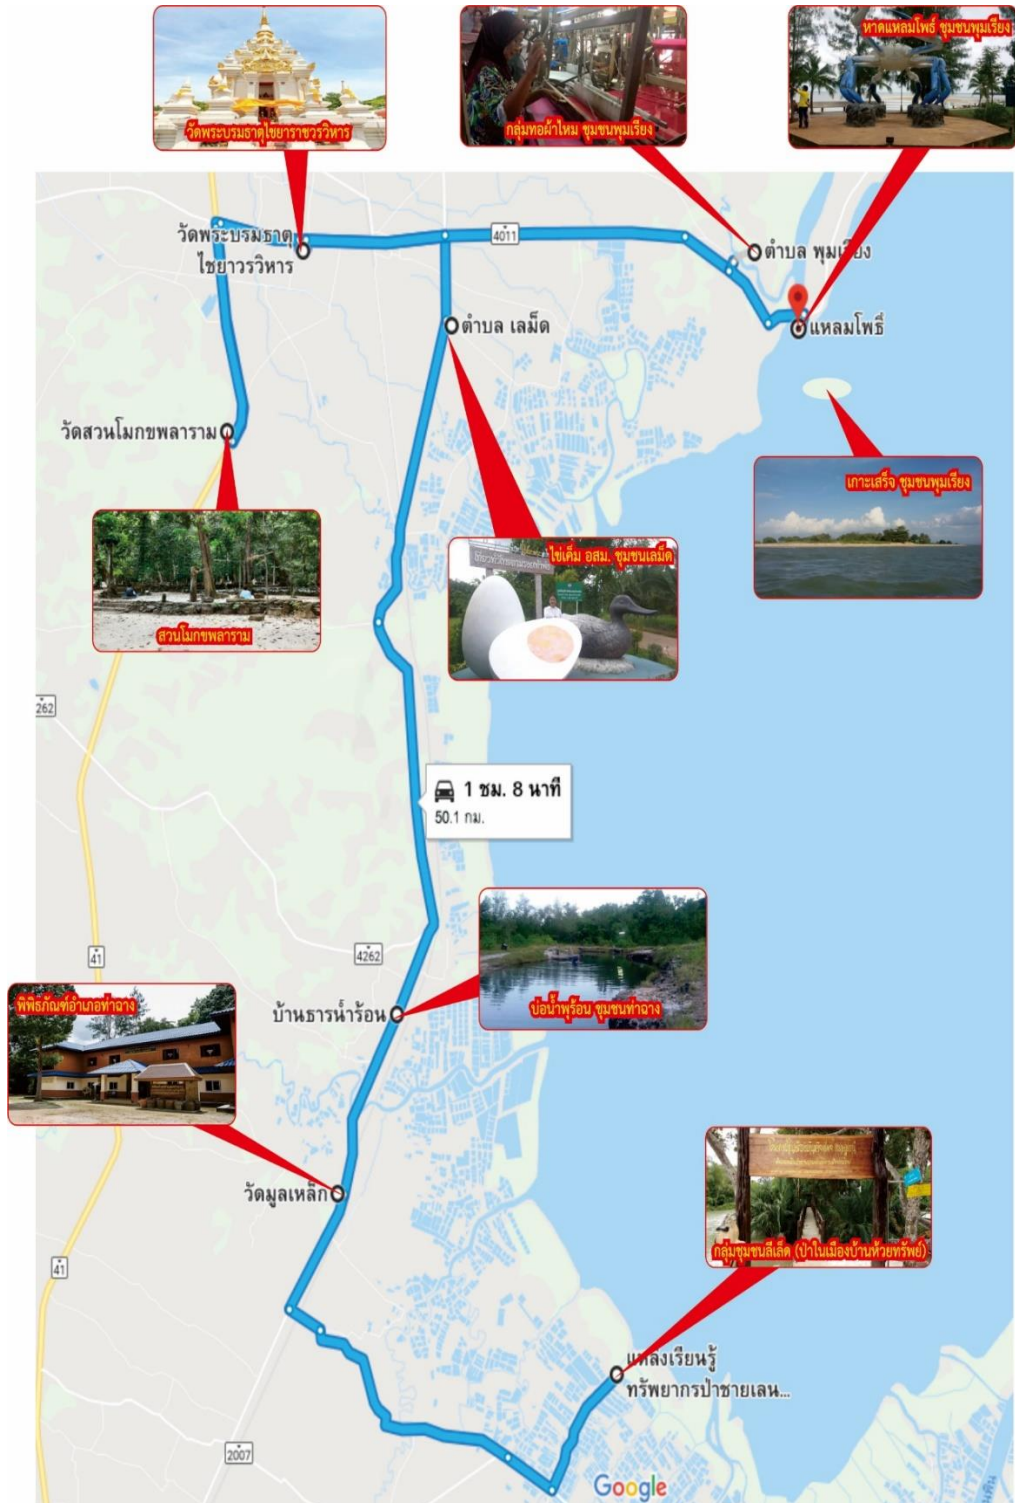 วัดพระบรมธาตุไชยาราชวรวิหาร
กลุ่มทอผ้าไหม ชุมชนพุมเรียง
หาดแหลมโพธิ์ ชุมชนพุมเรียง
วัดพระบรมธาตุ
ไชยาวรวิหาร
4011
ตำบล พุมเรียง
แหลมโพธิ์
ตำบล เลม็ด
วัดสวนโมกขพลาราม
เกาะเสร็จ ชุมชนพุมเรียง
สวนโมกขพลาราม
ไข่เค็ม อสม. ชุมชนเลม็ด
262
1 ชม. 8 นาที
50.1 กม.
41
4262
บ่อน้ำพุร้อน ชุมชนท่าฉาง
บ้านธารน้ำร้อน
พิพิธภัณฑ์อำเภอท่าฉาง
วัดมูลเหล็ก
กลุ่มชุมชนลีเล็ด (ป่าในเมืองบ้านห้วยทรัพย์)
41
แหล่งเรียนรู้
ทรัพยากรป่าชายเลน...
2007
Google